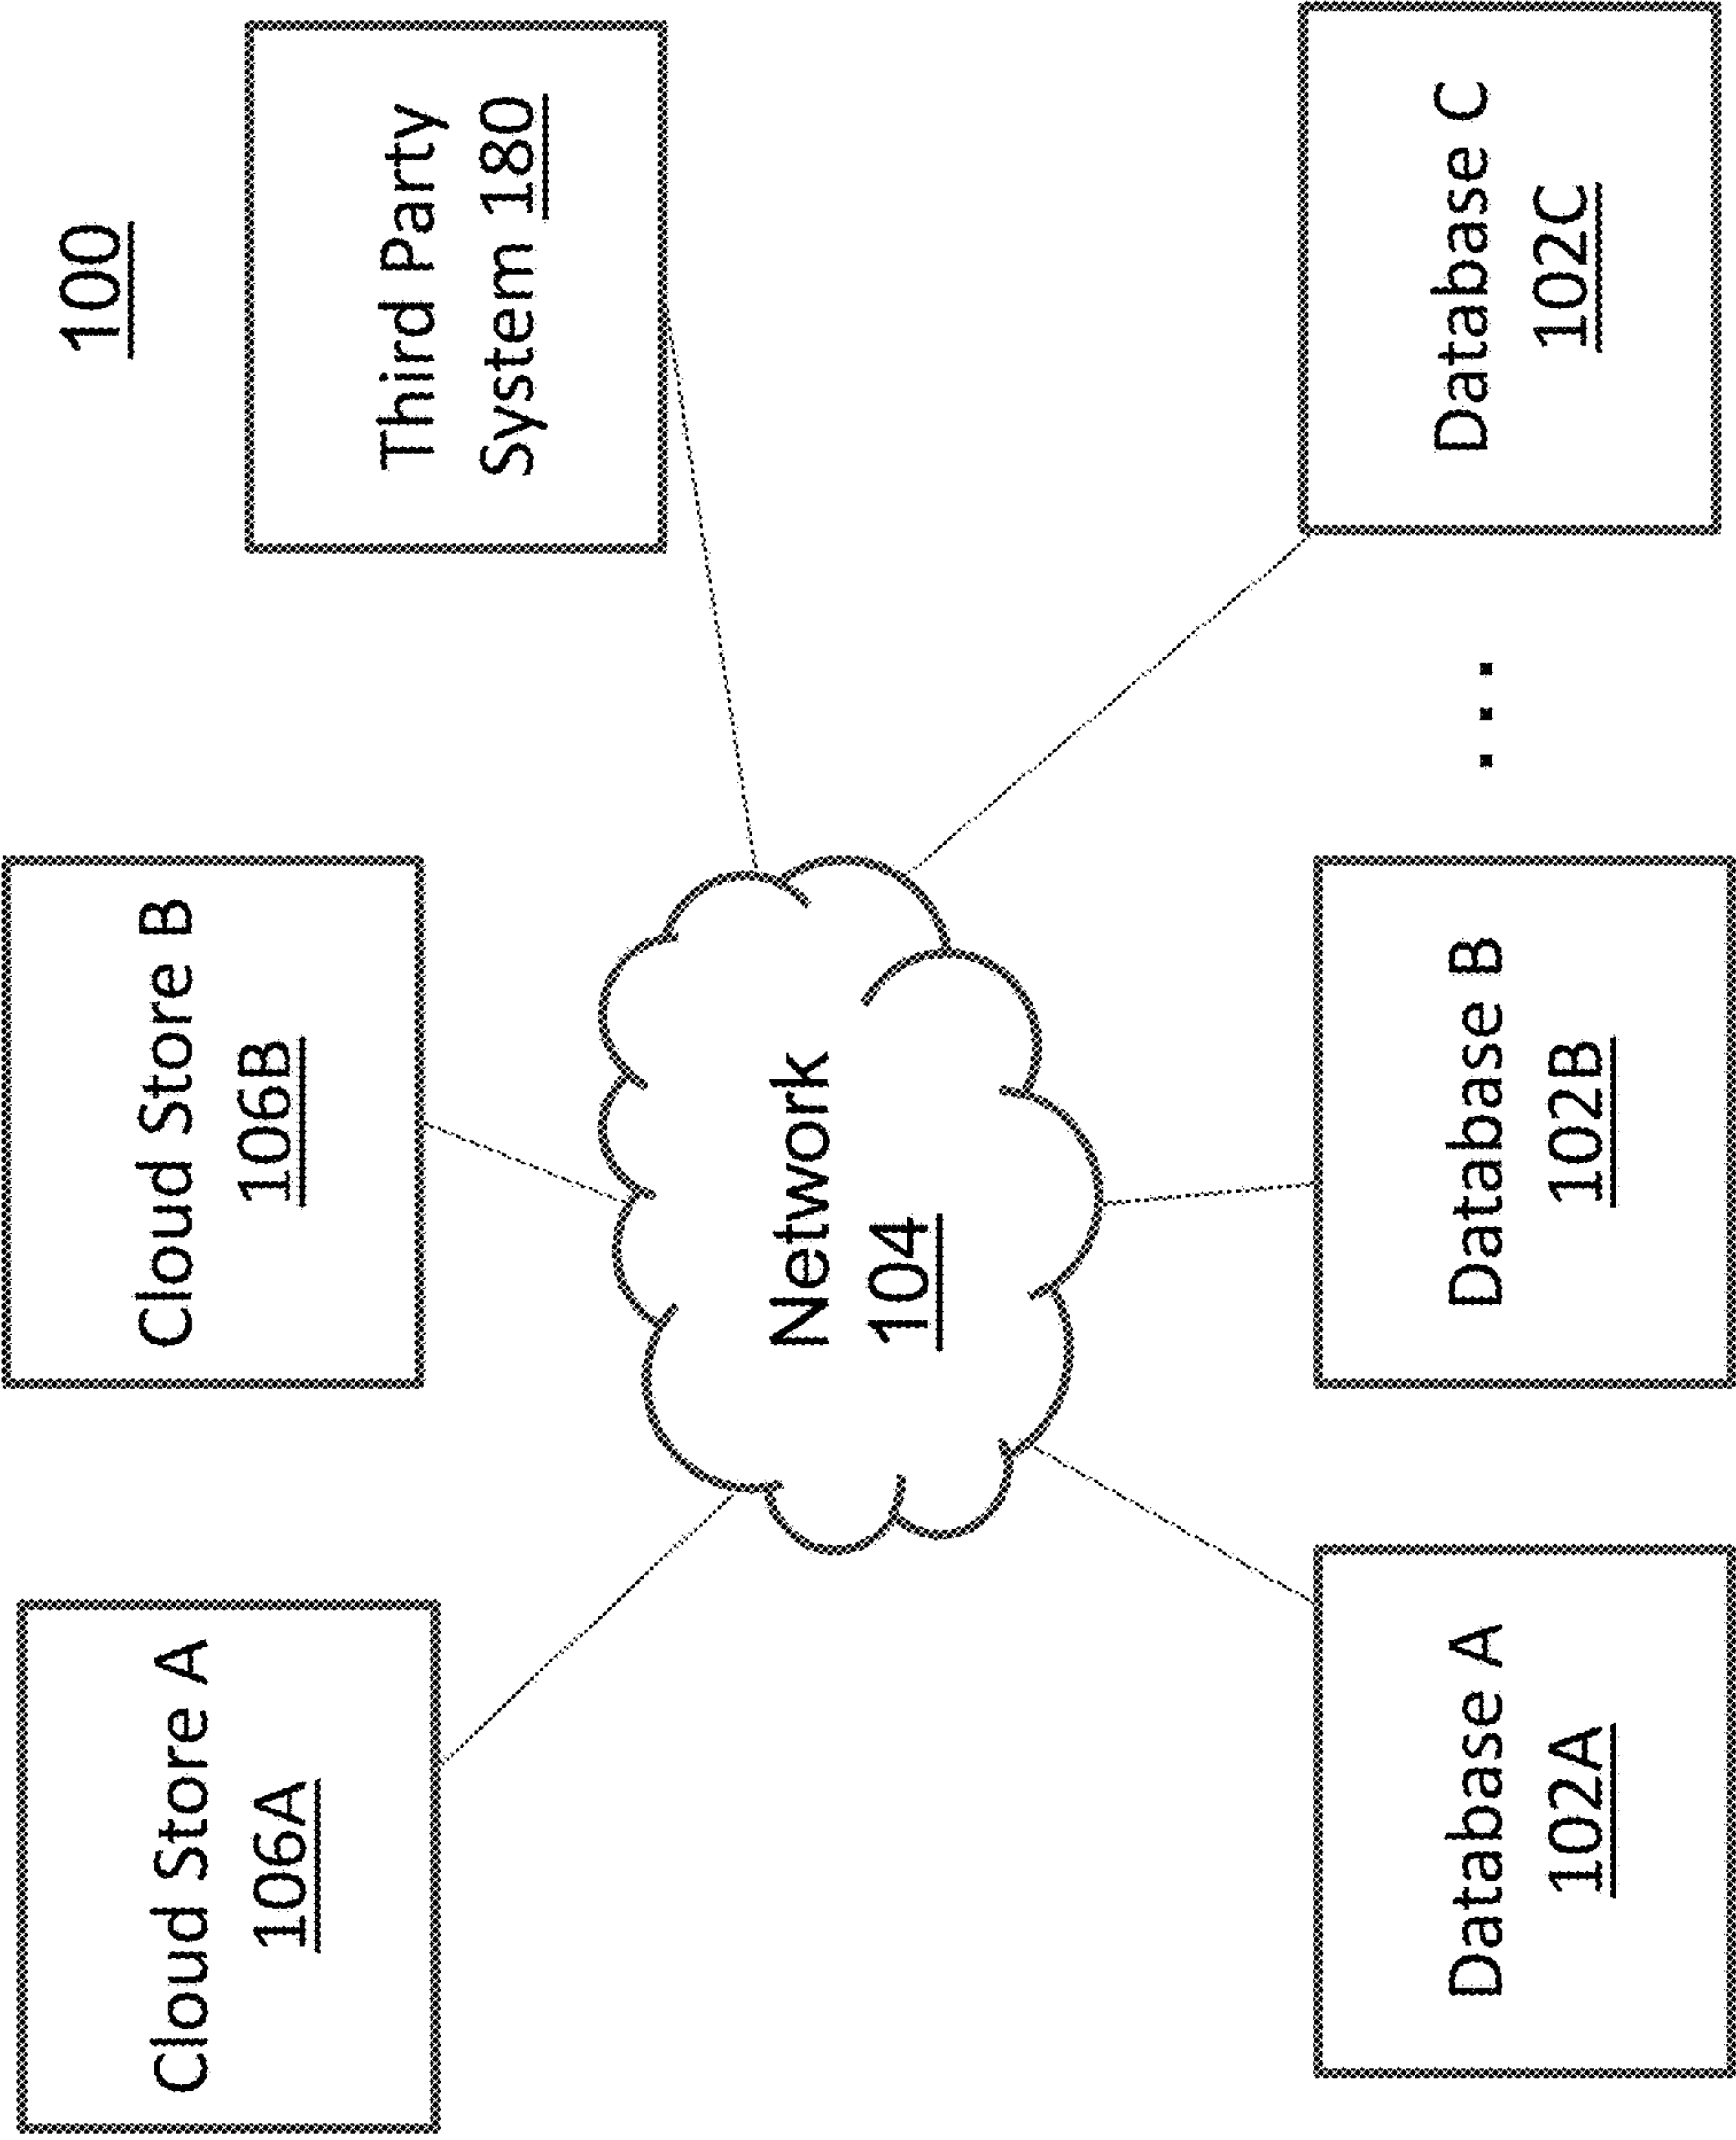 100
Cloud Store A
106A
Cloud Store B
106B
Third Party
System 180
Network
104
Database A
102A
Database B
102B
. . .
Database C
102C